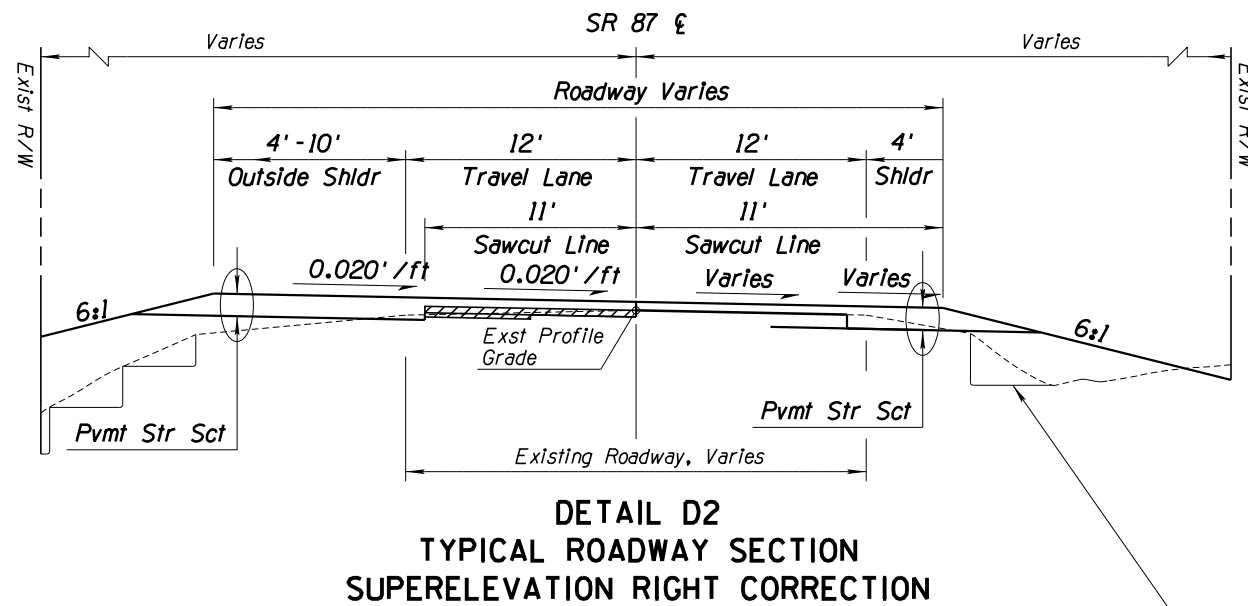 SR 87 ℄
Varies
Varies
Exist R/W
Exist R/W
Roadway Varies
4'-10'
12'
12'
4'
Outside Shldr
Travel Lane
Travel Lane
Shldr
11'
11'
Sawcut Line
Sawcut Line
0.020'/ft
0.020'/ft
Varies
Varies
6:1
6:1
Exst Profile
Grade
Pvmt Str Sct
Pvmt Str Sct
Existing Roadway, Varies
DETAIL D2
TYPICAL ROADWAY SECTION
SUPERELEVATION RIGHT CORRECTION